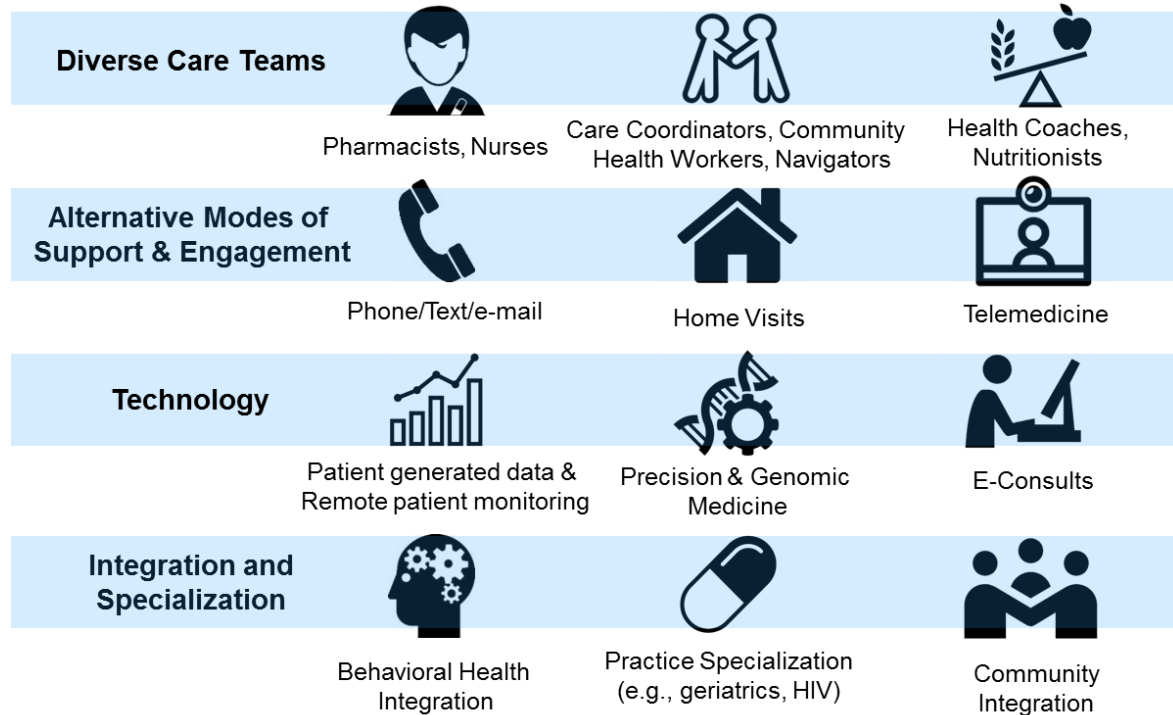 Diverse Care Teams
Pharmacists, Nurses
Care Coordinators, Community
Health Workers, Navigators
Health Coaches,
Nutritionists
Alternative Modes of
Support & Engagement
Phone/Text/e-mail
Home Visits
Telemedicine
Technology
Patient generated data &
Remote patient monitoring
Precision & Genomic
Medicine
E-Consults
Integration and
Specialization
Behavioral Health
Integration
Practice Specialization
(e.g., geriatrics, HIV)
Community
Integration